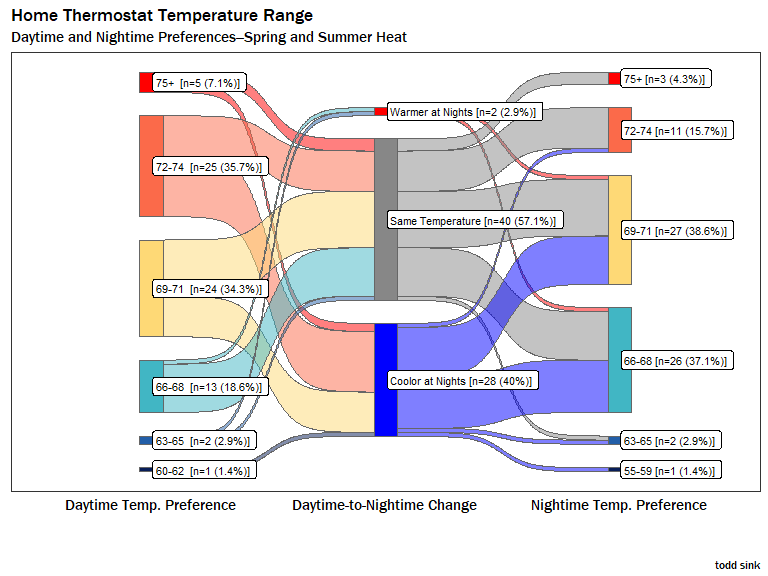 Home Thermostat Temperature Range
Daytime and Nightime Preferences–Spring and Summer Heat
75+ [n=5 (7.1%)]
72-74 [n=25 (35.7%)]
69-71 [n=24 (34.3%)]
66-68 [n=13 (18.6%)]
63-65 [n=2 (2.9%)]
60-62 [n=1 (1.4%)]
Warmer at Nights [n=2 (2.9%)]
Same Temperature [n=40 (57.1%)]
Coolor at Nights [n=28 (40%)]
75+ [n=3 (4.3%)]
72-74 [n=11 (15.7%)]
69-71 [n=27 (38.6%)]
66-68 [n=26 (37.1%)]
63-65 [n=2 (2.9%)]
55-59 [n=1 (1.4%)]
Daytime Temp. Preference
Daytime-to-Nightime Change
Nightime Temp. Preference
todd sink